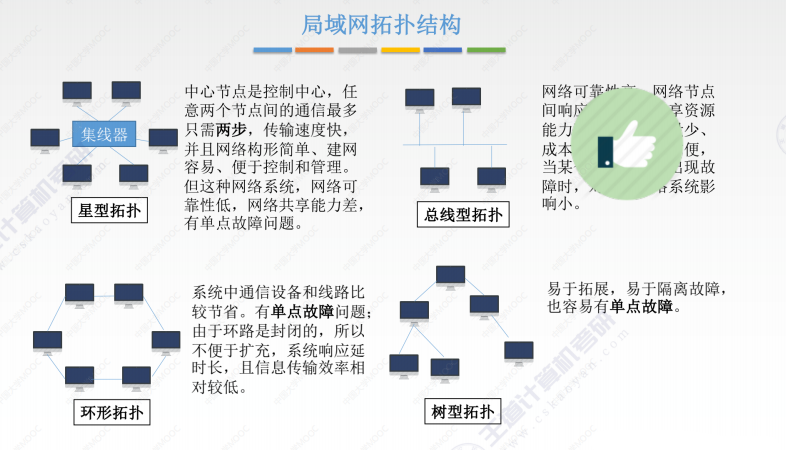 局域网拓扑结构
集线器
星型拓扑
中心节点是控制中心，任
意两个节点间的通信最多
只需两步，传输速度快，
并且网络构形简单、建网
容易、便于控制和管理。
但这种网络系统，网络可
靠性低，网络共享能力差，
有单点故障问题。
总线型拓扑
网络可靠性高、网络节点
间响应 享资源
能力 少、
成本 便，
当某 出现故
障时， 系统影
响小。
环形拓扑
系统中通信设备和线路比
较节省。有单点故障问题；
由于环路是封闭的，所以
不便于扩充，系统响应延
时长，且信息传输效率相
对较低。
树型拓扑
易于拓展，易于隔离故障，
也容易有单点故障。
王道计算机考研
www.cskaoyan.com